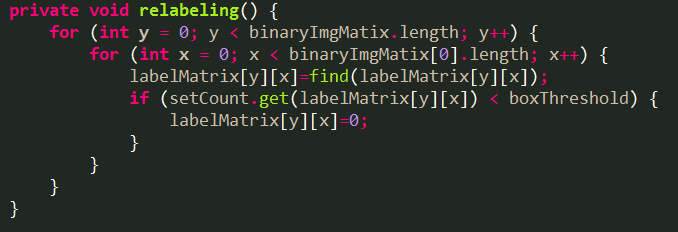 private void relabeling() {
    for (int y = 0; y < binaryImgMatix.length; y++) {
        for (int x = 0; x < binaryImgMatix[0].length; x++) {
            labelMatrix[y][x]=find(labelMatrix[y][x]);
            if (setCount.get(labelMatrix[y][x]) < boxThreshold) {
                labelMatrix[y][x]=0;
            }
        }
    }
}